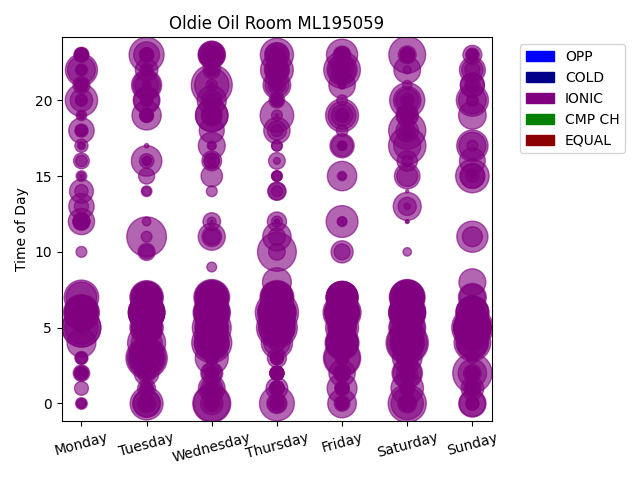 Oldie Oil Room ML195059
OPP
COLD
IONIC
CMP CH
EQUAL
Time of Day
20
15
10
5
0
Monday
Tuesday
Wednesday
Thursday
Friday
Saturday
Sunday